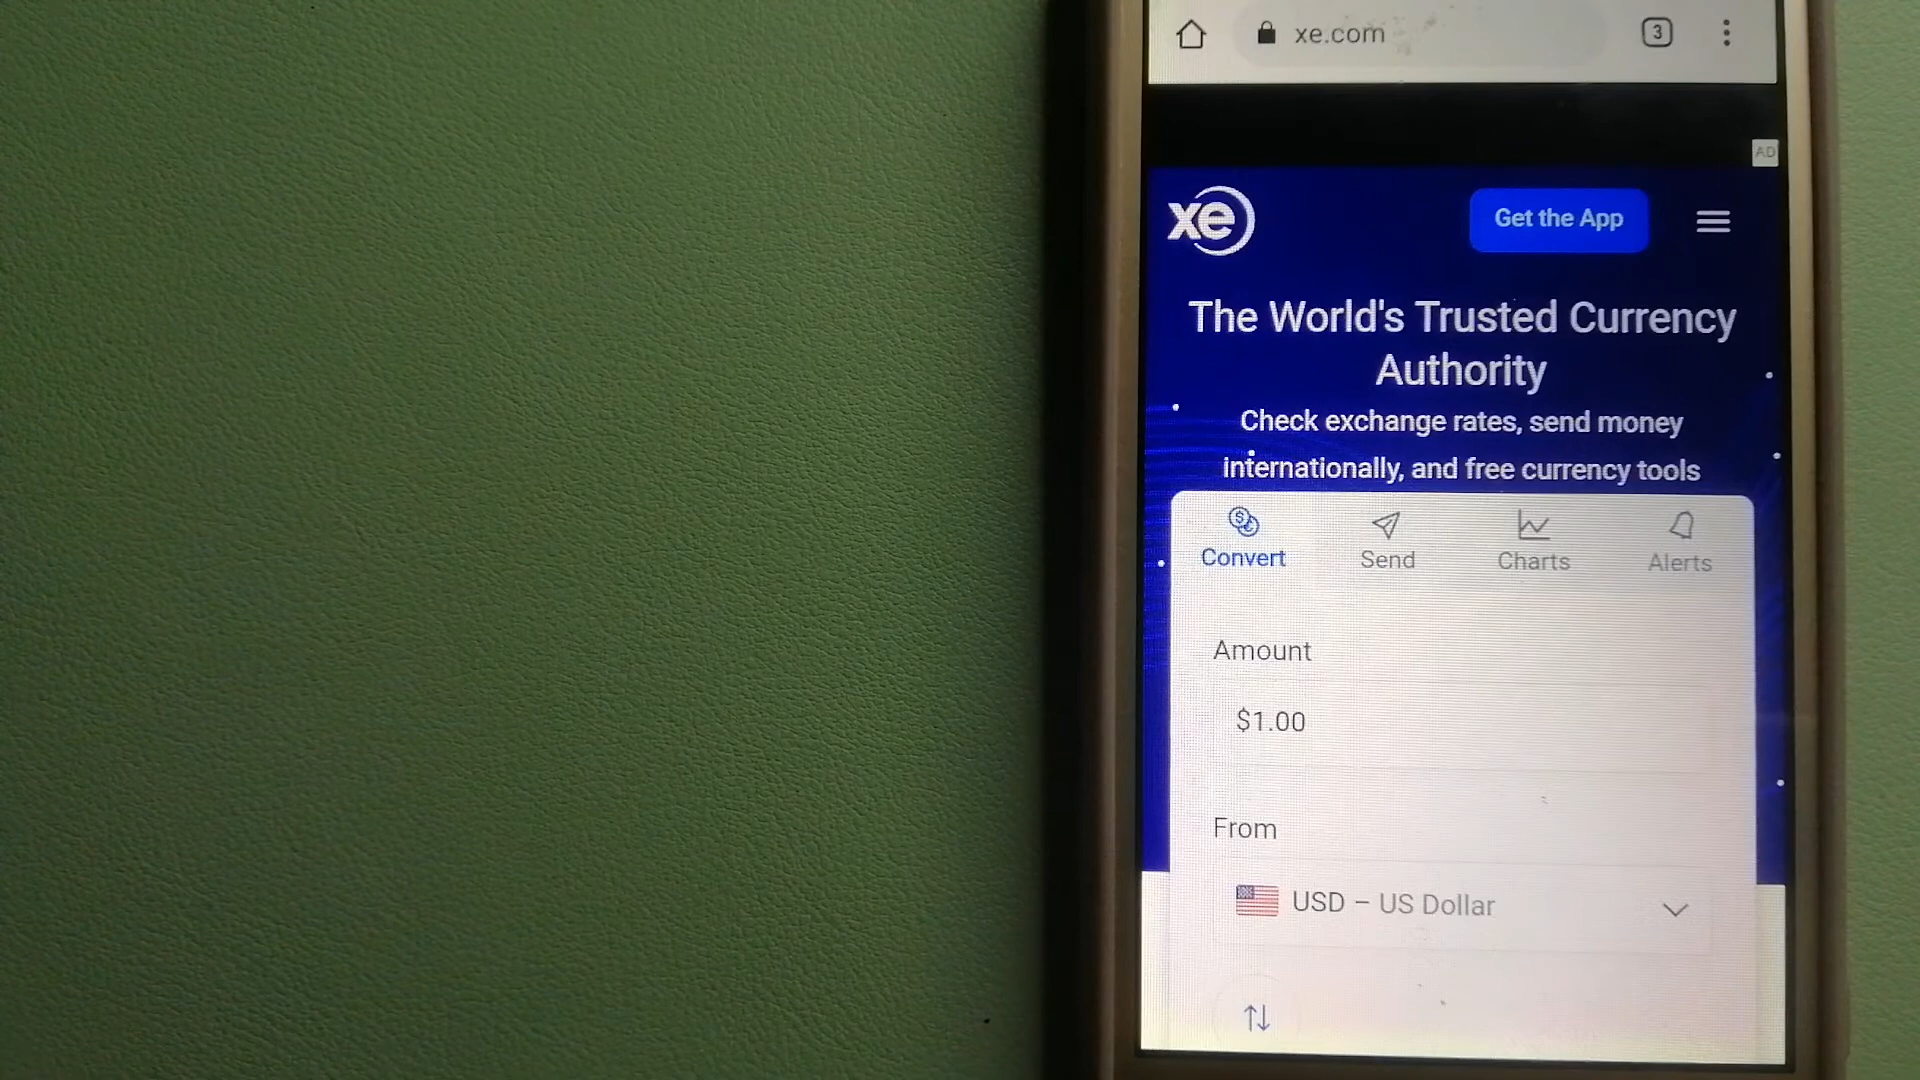 xe.com
3
AD
xe
Get the App
The World's Trusted Currency
Authority
Check exchange rates, send money
internationally, and free currency tools
Convert
Send
Charts
Alerts
Amount
$1.00
From
USD – US Dollar